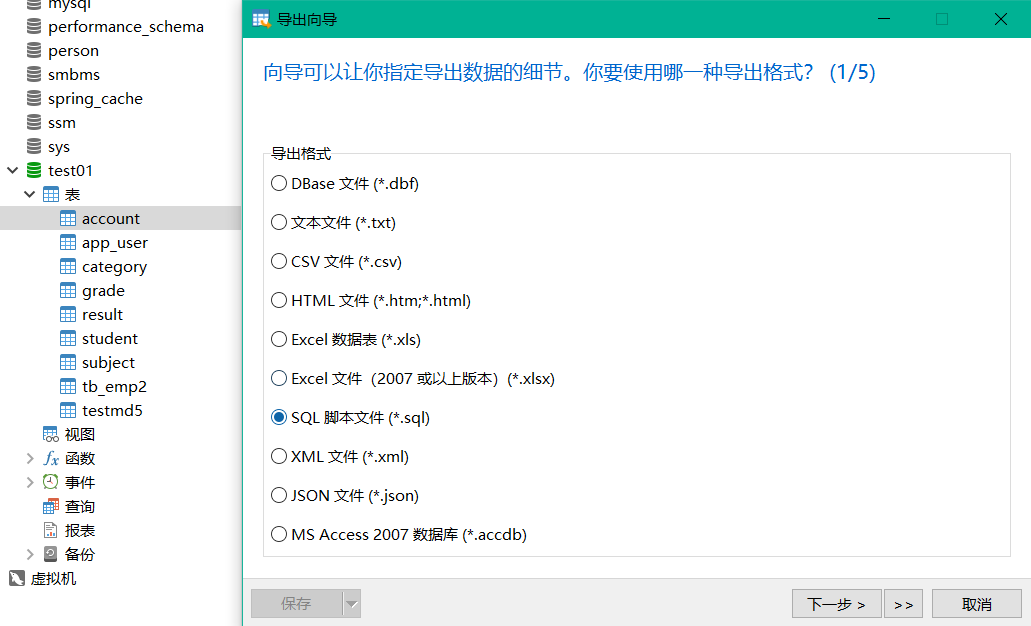 mysql
performance_schema
person
smbms
spring_cache
ssm
sys
test01
表
account
app_user
category
grade
result
student
subject
tb_emp2
testmd5
视图
fx 函数
事件
查询
报表
备份
虚拟机
导出向导
向导可以让你指定导出数据的细节。你要使用哪一种导出格式？ (1/5)
导出格式
DBase 文件 (*.dbf)
文本文件 (*.txt)
CSV 文件 (*.csv)
HTML 文件 (*.htm;*.html)
Excel 数据表 (*.xls)
Excel 文件（2007 或以上版本）(*.xlsx)
SQL 脚本文件 (*.sql)
XML 文件 (*.xml)
JSON 文件 (*.json)
MS Access 2007 数据库 (*.accdb)
保存
下一步 >
>>
取消